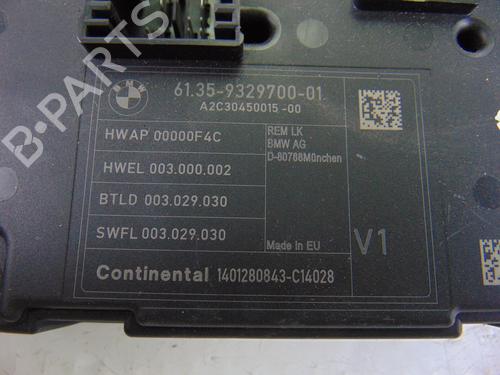 BMW
61.35-9329700-01
A2C30450015-00
HWAP 00000F4C
HWEL 003.000.002
BTLD 003.029.030
SWFL 003.029.030
REM LK
BMW AG
D-80788München
Made in EU
V1
Continental 1401280843-C14028
B-PARTS